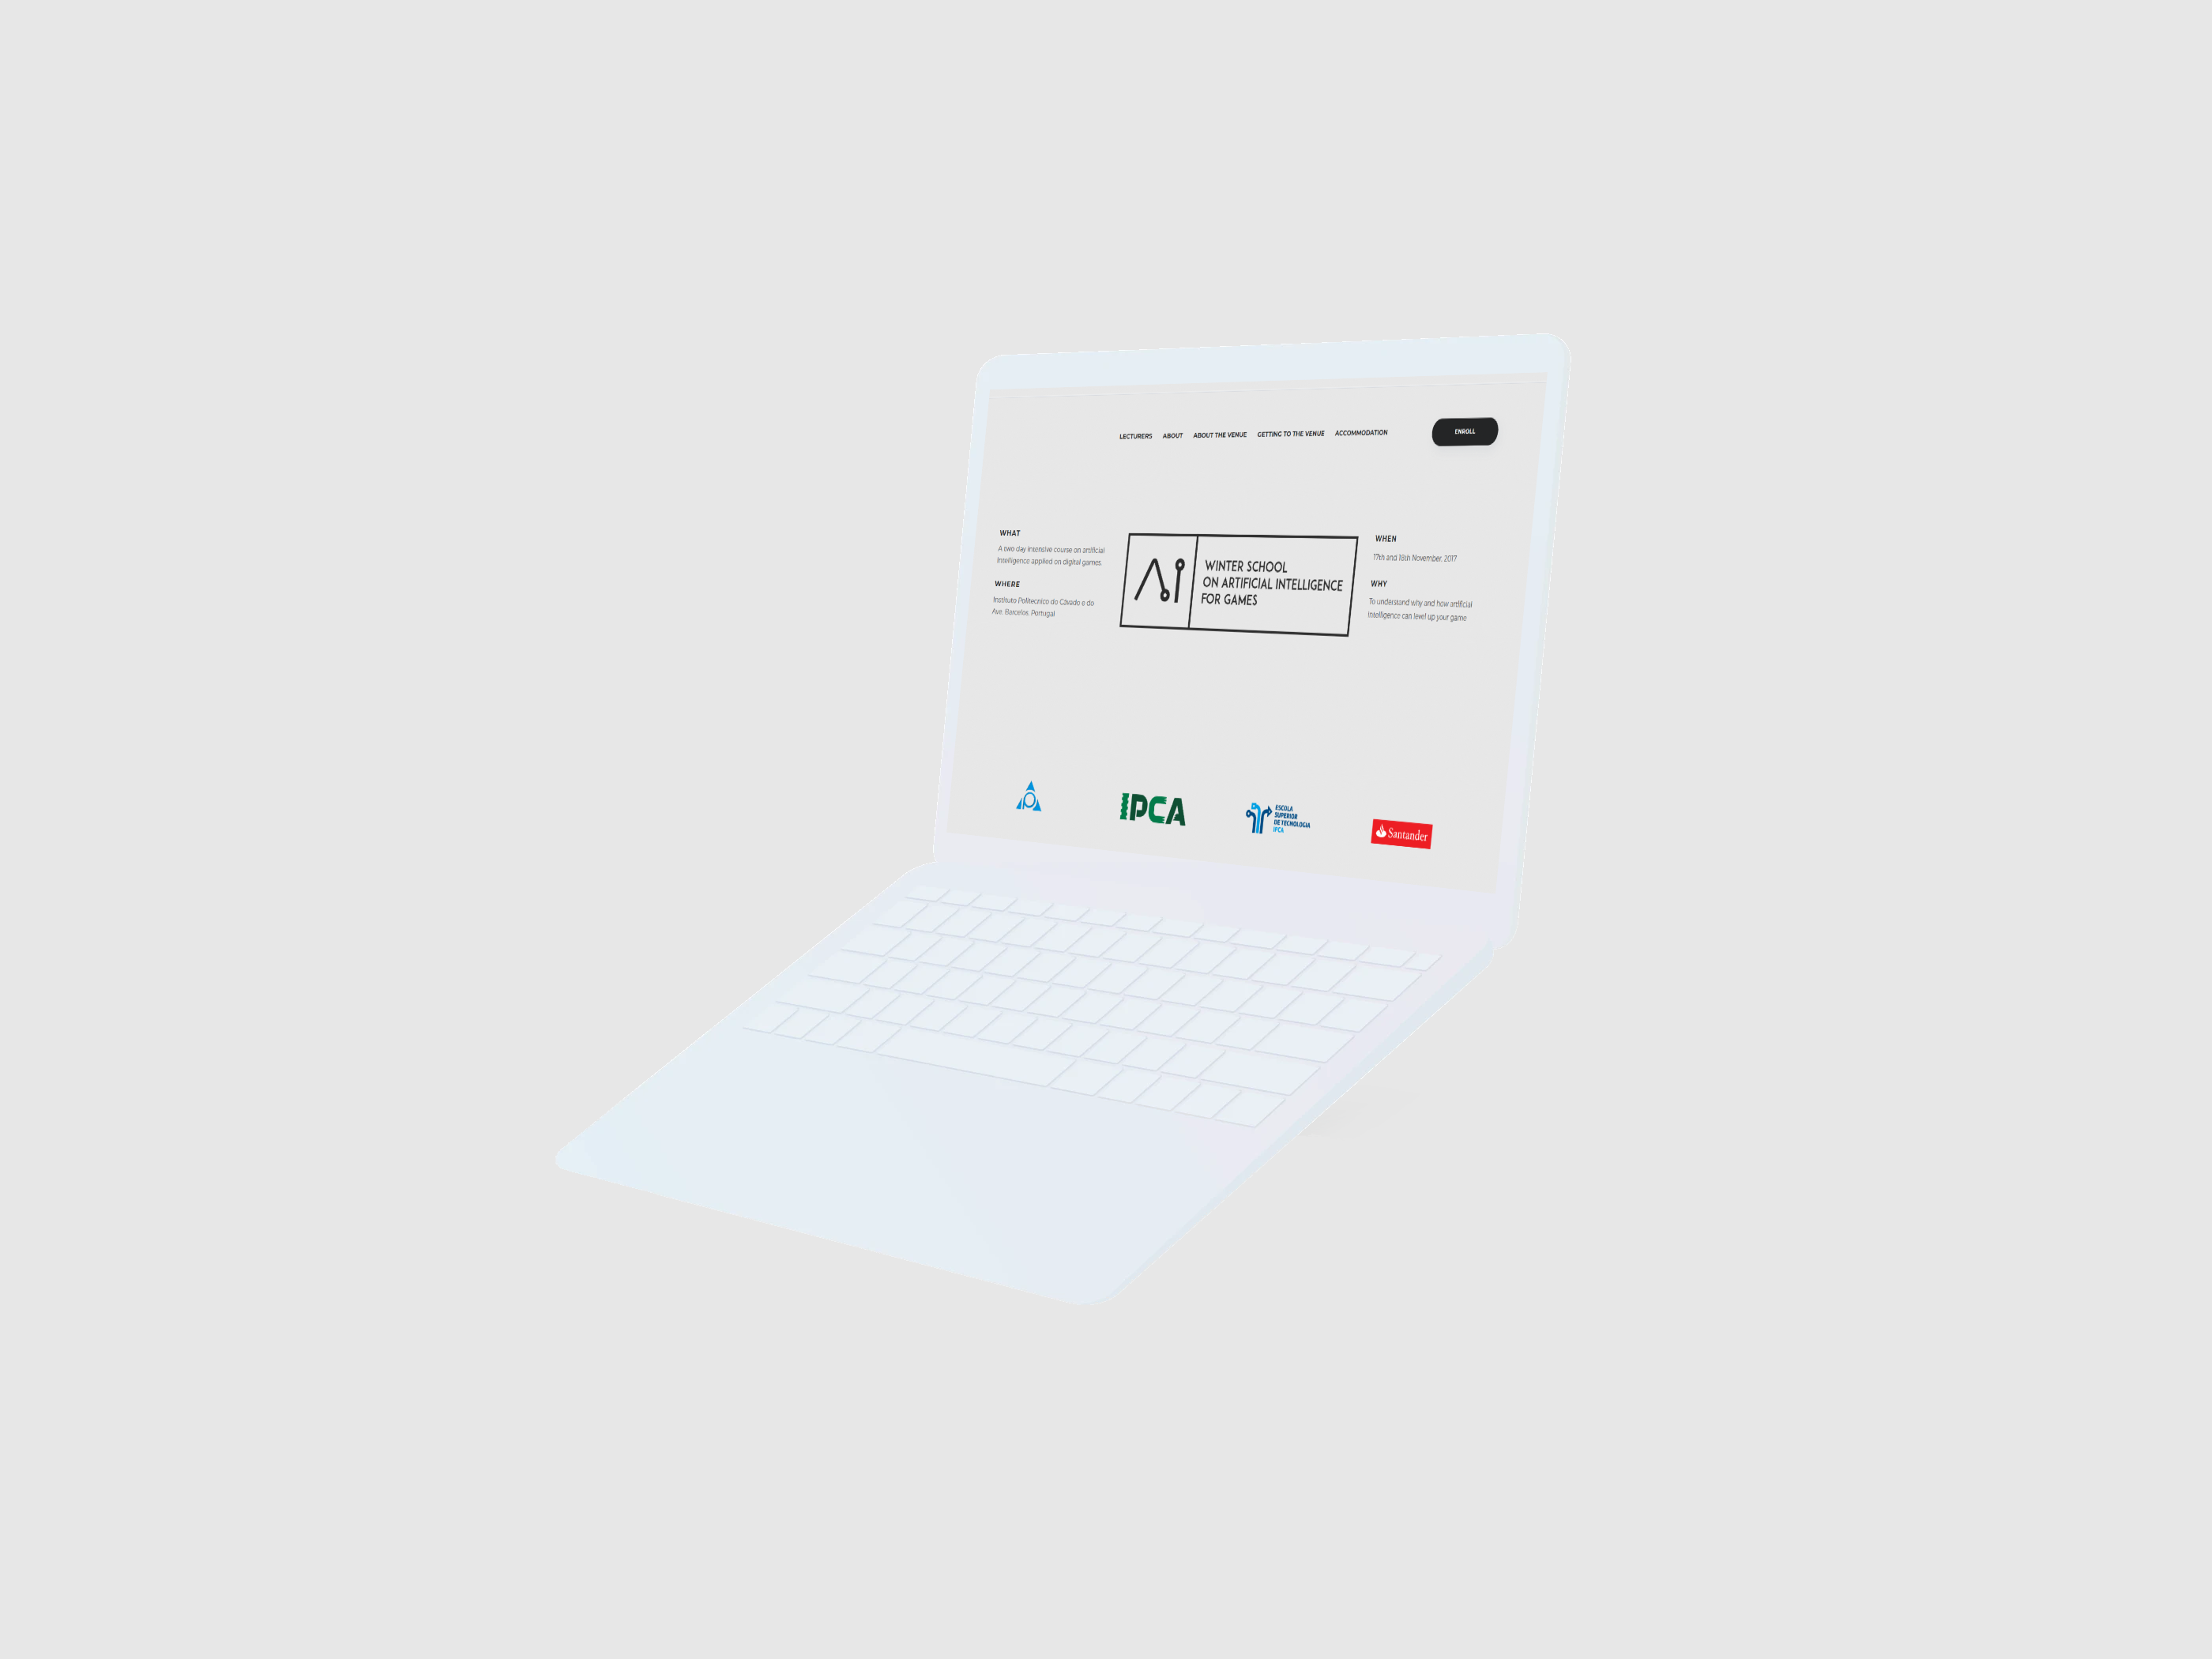 LECTURERS ABOUT ABOUT THE VENUE GETTING TO THE VENUE ACCOMMODATION ENROLL
WHAT
A two day intensive course on artificial
intelligence applied on digital games.
WHERE
Instituto Politecnico do Cávado e do
Ave, Barcelos, Portugal
Ai
WINTER SCHOOL
ON ARTIFICIAL INTELLIGENCE
FOR GAMES
WHEN
17th and 18th November, 2017
WHY
To understand why and how artificial
intelligence can level up your game
IPCA
ESCOLA
SUPERIOR
DE TECNOLOGIA
IPCA
Santander